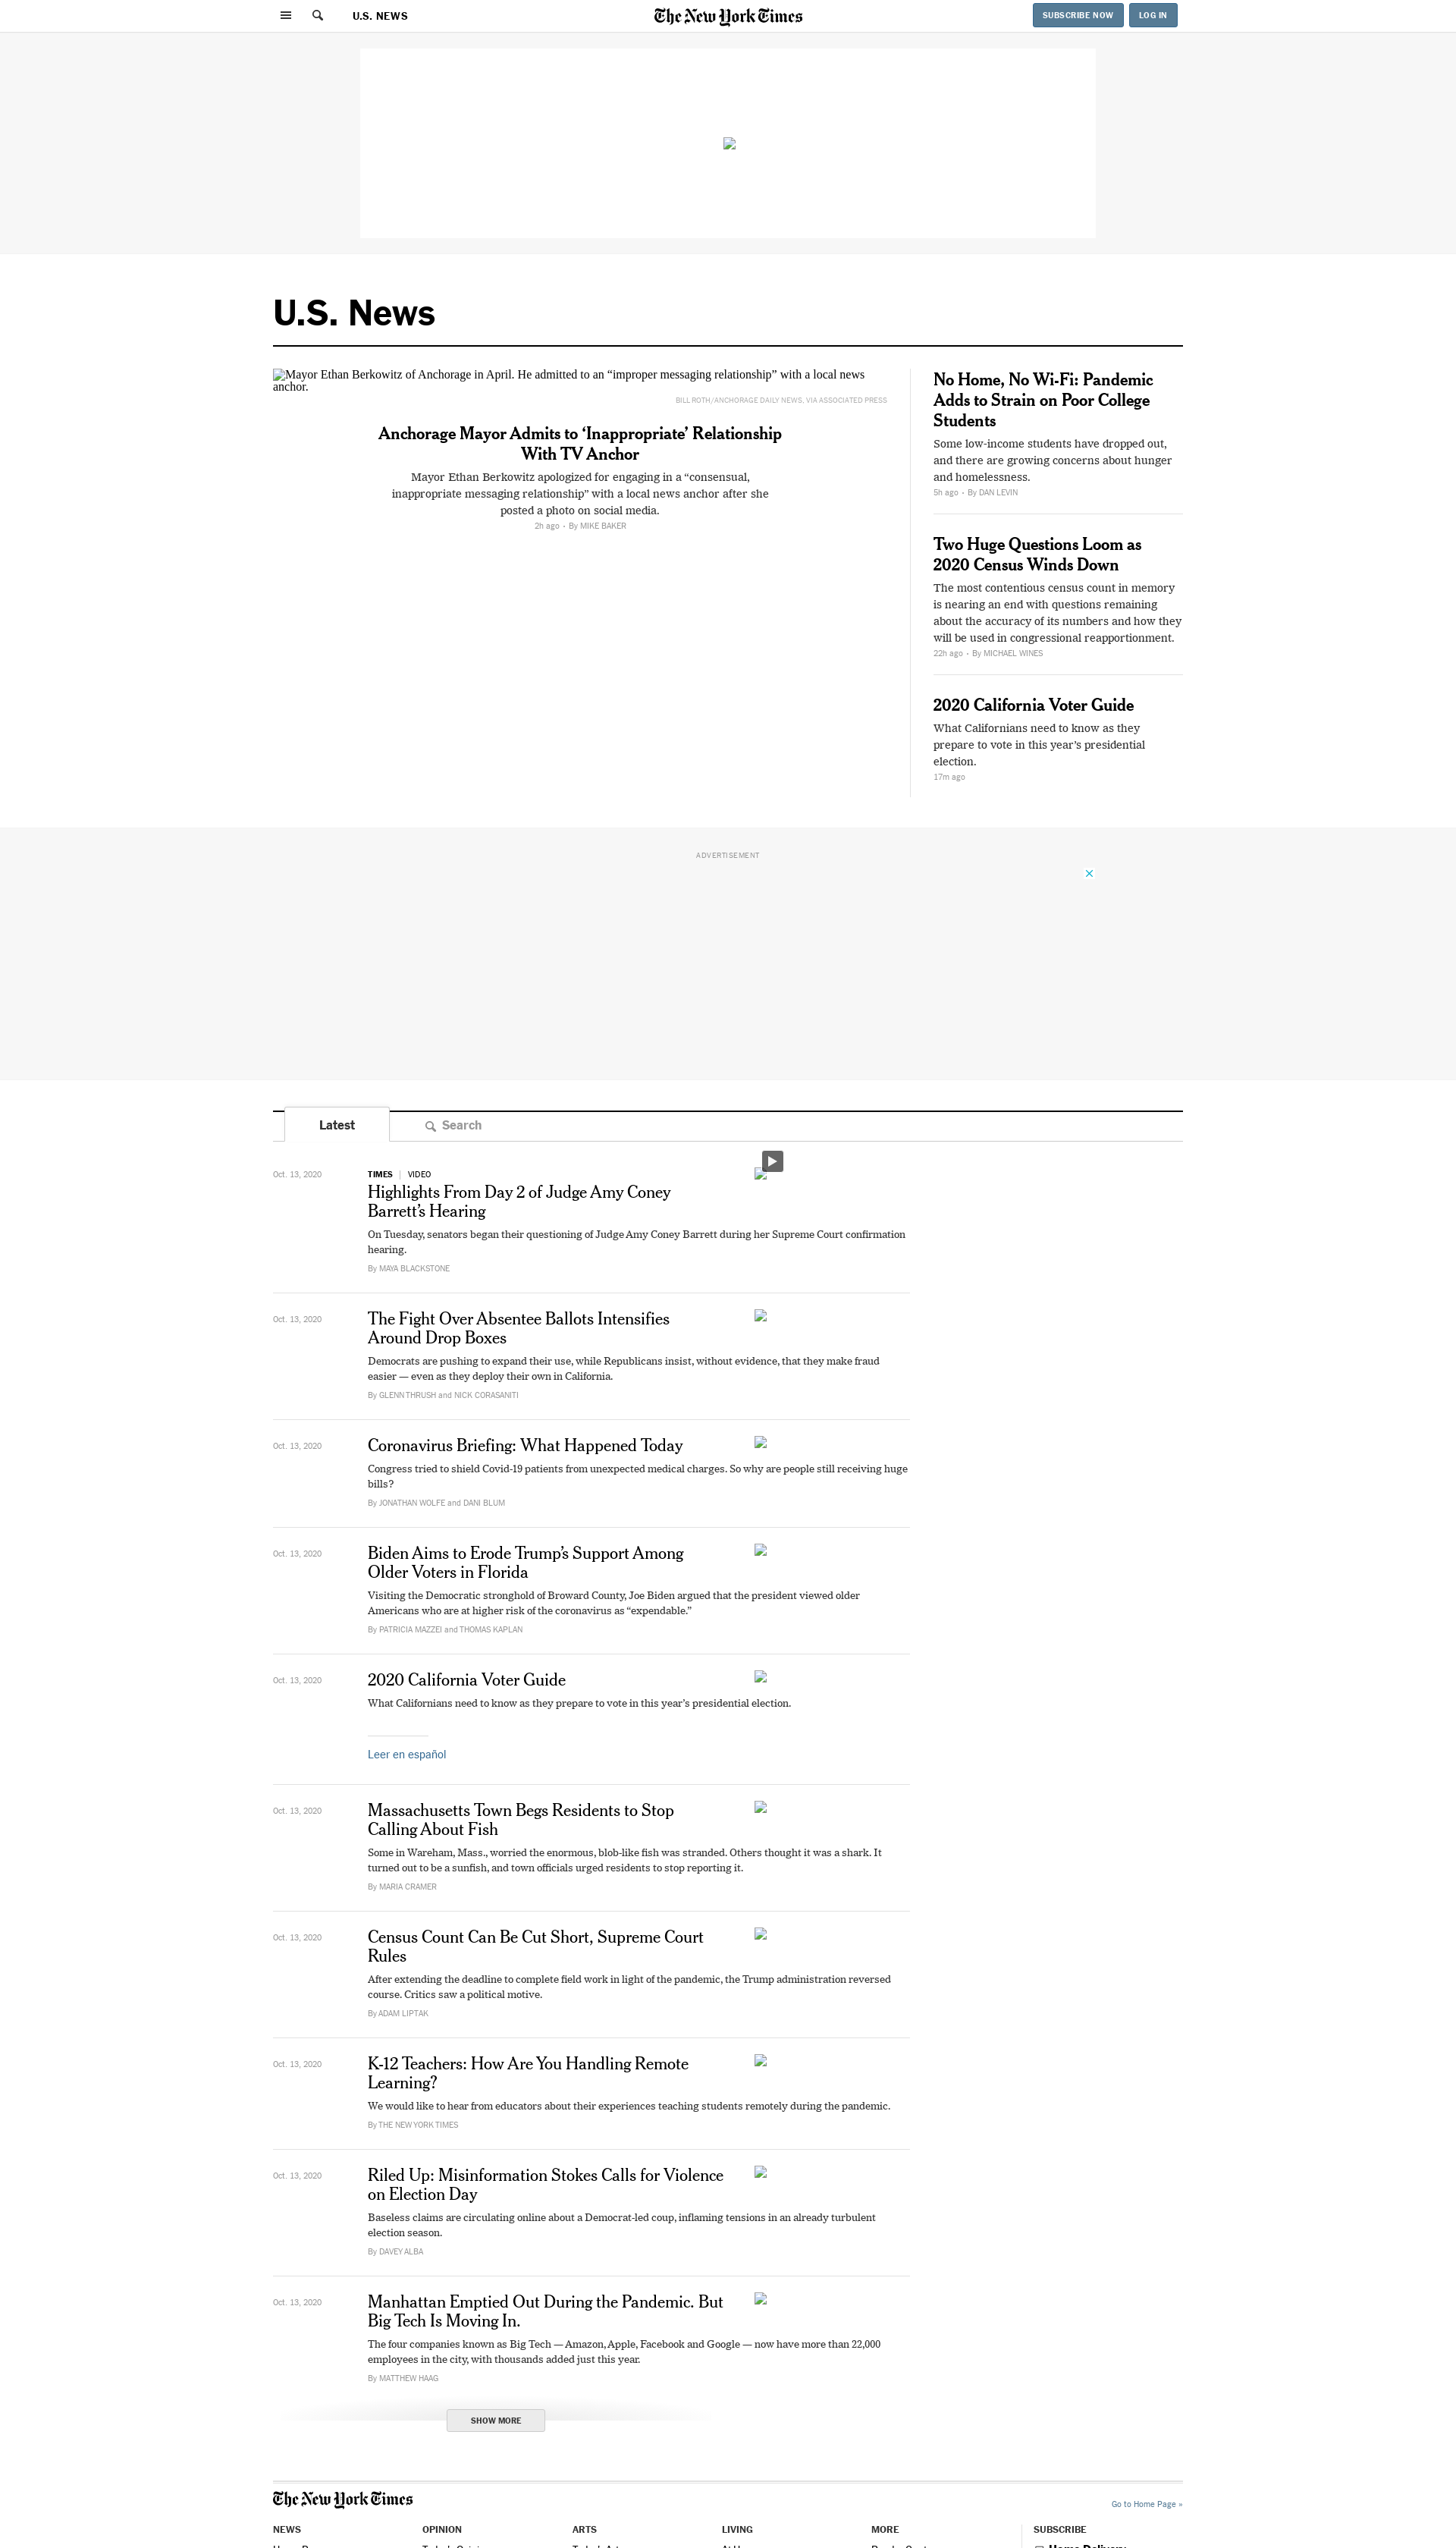 U.S. NEWS
The New York Times
SUBSCRIBE NOW
LOG IN
U.S. News
Mayor Ethan Berkowitz of Anchorage in April. He admitted to an “improper messaging relationship” with a local news
anchor.
BILL ROTH/ANCHORAGE DAILY NEWS, VIA ASSOCIATED PRESS
Anchorage Mayor Admits to ‘Inappropriate’ Relationship
With TV Anchor
Mayor Ethan Berkowitz apologized for engaging in a “consensual,
inappropriate messaging relationship” with a local news anchor after she
posted a photo on social media.
2h ago • By MIKE BAKER
No Home, No Wi-Fi: Pandemic
Adds to Strain on Poor College
Students
Some low-income students have dropped out,
and there are growing concerns about hunger
and homelessness.
5h ago • By DAN LEVIN
Two Huge Questions Loom as
2020 Census Winds Down
The most contentious census count in memory
is nearing an end with questions remaining
about the accuracy of its numbers and how they
will be used in congressional reapportionment.
22h ago • By MICHAEL WINES
2020 California Voter Guide
What Californians need to know as they
prepare to vote in this year’s presidential
election.
17m ago
ADVERTISEMENT
Latest
Search
Oct. 13, 2020
TIMES | VIDEO
Highlights From Day 2 of Judge Amy Coney
Barrett’s Hearing
On Tuesday, senators began their questioning of Judge Amy Coney Barrett during her Supreme Court confirmation
hearing.
By MAYA BLACKSTONE
Oct. 13, 2020
The Fight Over Absentee Ballots Intensifies
Around Drop Boxes
Democrats are pushing to expand their use, while Republicans insist, without evidence, that they make fraud
easier — even as they deploy their own in California.
By GLENN THRUSH and NICK CORASANITI
Oct. 13, 2020
Coronavirus Briefing: What Happened Today
Congress tried to shield Covid-19 patients from unexpected medical charges. So why are people still receiving huge
bills?
By JONATHAN WOLFE and DANI BLUM
Oct. 13, 2020
Biden Aims to Erode Trump’s Support Among
Older Voters in Florida
Visiting the Democratic stronghold of Broward County, Joe Biden argued that the president viewed older
Americans who are at higher risk of the coronavirus as “expendable.”
By PATRICIA MAZZEI and THOMAS KAPLAN
Oct. 13, 2020
2020 California Voter Guide
What Californians need to know as they prepare to vote in this year’s presidential election.
Leer en español
Oct. 13, 2020
Massachusetts Town Begs Residents to Stop
Calling About Fish
Some in Wareham, Mass., worried the enormous, blob-like fish was stranded. Others thought it was a shark. It
turned out to be a sunfish, and town officials urged residents to stop reporting it.
By MARIA CRAMER
Oct. 13, 2020
Census Count Can Be Cut Short, Supreme Court
Rules
After extending the deadline to complete field work in light of the pandemic, the Trump administration reversed
course. Critics saw a political motive.
By ADAM LIPTAK
Oct. 13, 2020
K-12 Teachers: How Are You Handling Remote
Learning?
We would like to hear from educators about their experiences teaching students remotely during the pandemic.
By THE NEW YORK TIMES
Oct. 13, 2020
Riled Up: Misinformation Stokes Calls for Violence
on Election Day
Baseless claims are circulating online about a Democrat-led coup, inflaming tensions in an already turbulent
election season.
By DAVEY ALBA
Oct. 13, 2020
Manhattan Emptied Out During the Pandemic. But
Big Tech Is Moving In.
The four companies known as Big Tech — Amazon, Apple, Facebook and Google — now have more than 22,000
employees in the city, with thousands added just this year.
By MATTHEW HAAG
SHOW MORE
The New York Times
Go to Home Page »
NEWS
OPINION
ARTS
LIVING
MORE
SUBSCRIBE